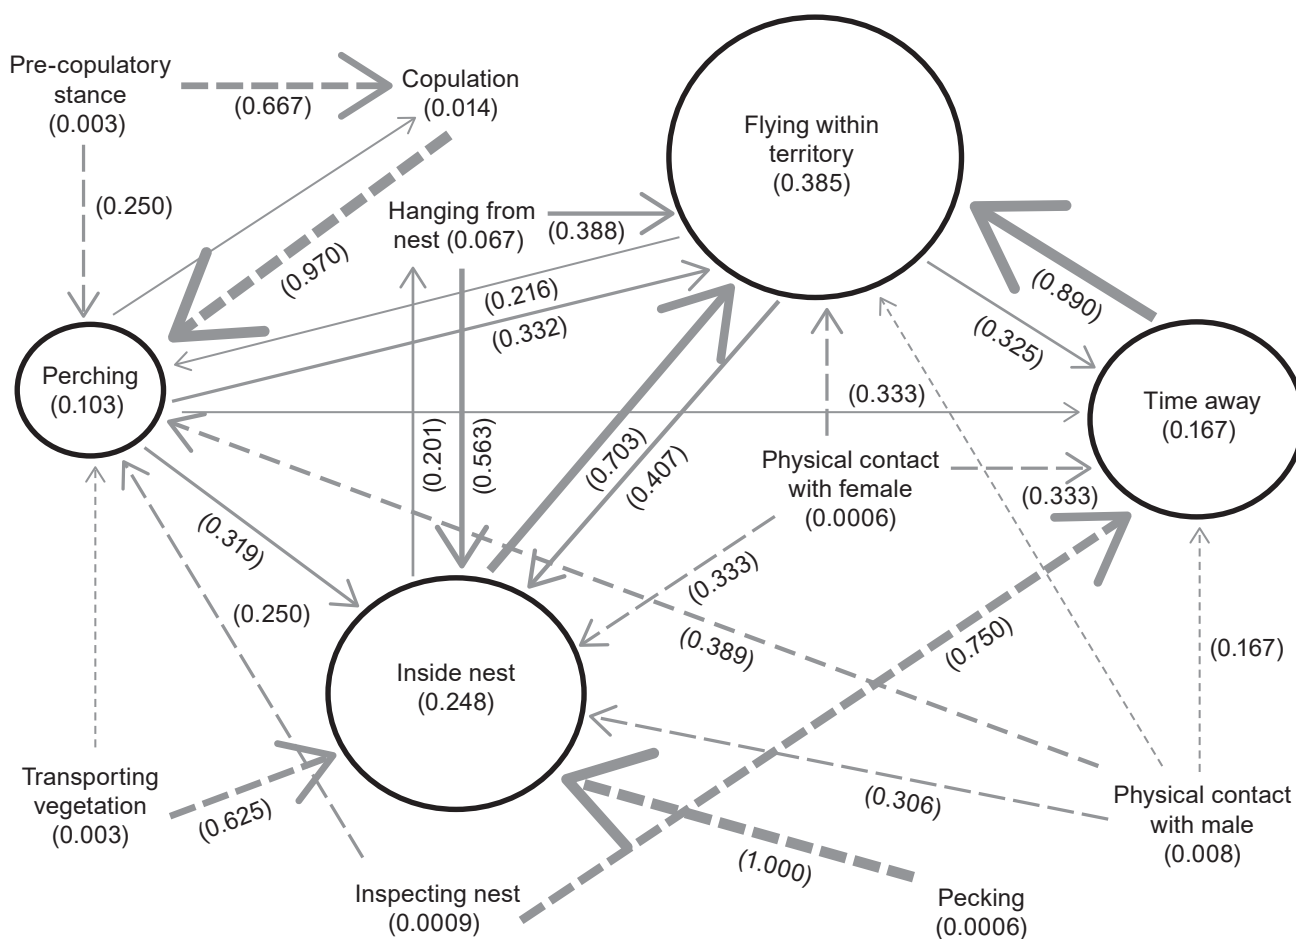 Pre-copulatory
stance
(0.003)
(0.667)
Copulation
(0.014)
Flying within
territory
(0.385)
(0.250)
Hanging from
nest (0.067)
(0.388)
(0.970)
(0.216)
(0.332)
(0.890)
(0.325)
Perching
(0.103)
(0.333)
Time away
(0.167)
(0.201)
(0.563)
(0.703)
(0.407)
Physical contact
with female
(0.0006)
(0.333)
(0.319)
(0.333)
(0.250)
(0.389)
(0.750)
(0.167)
Inside nest
(0.248)
Transporting
vegetation
(0.003)
(0.625)
(0.306)
Physical contact
with male
(0.008)
(1.000)
Inspecting nest
(0.0009)
Pecking
(0.0006)